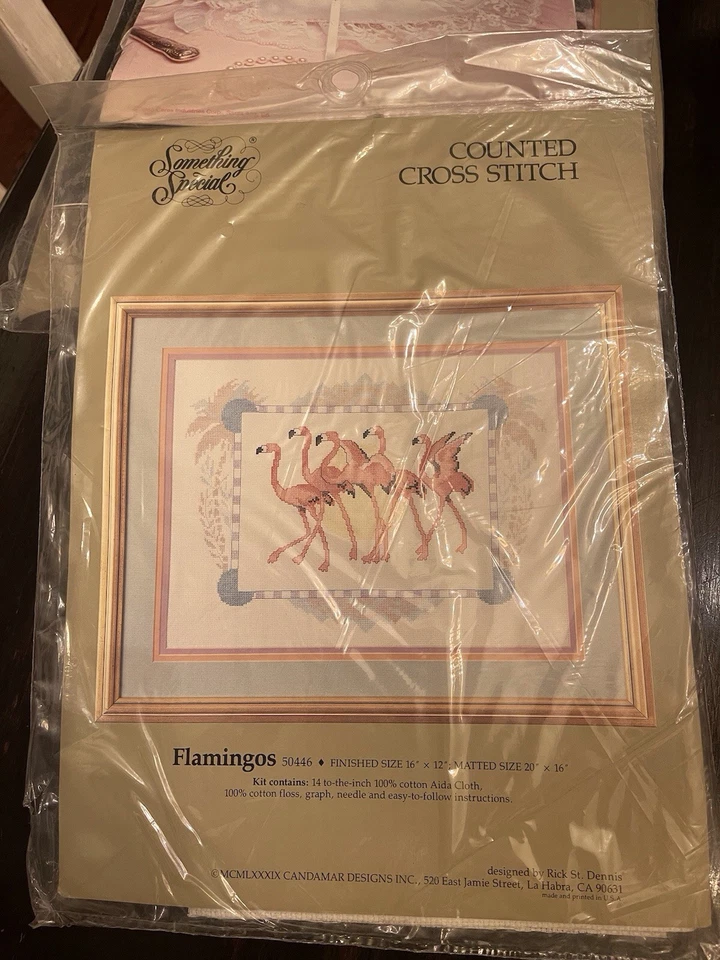 Something
Special
®
COUNTED
CROSS STITCH
Flamingos 50446 ♦ FINISHED SIZE 16" × 12"; MATTED SIZE 20" × 16"
Kit contains: 14 to-the-inch 100% cotton Aida Cloth,
100% cotton floss, graph, needle and easy-to-follow instructions.
designed by Rick St. Dennis
©MCMLXXXIX CANDAMAR DESIGNS INC., 520 East Jamie Street, La Habra, CA 90631
made and printed in U.S.A.